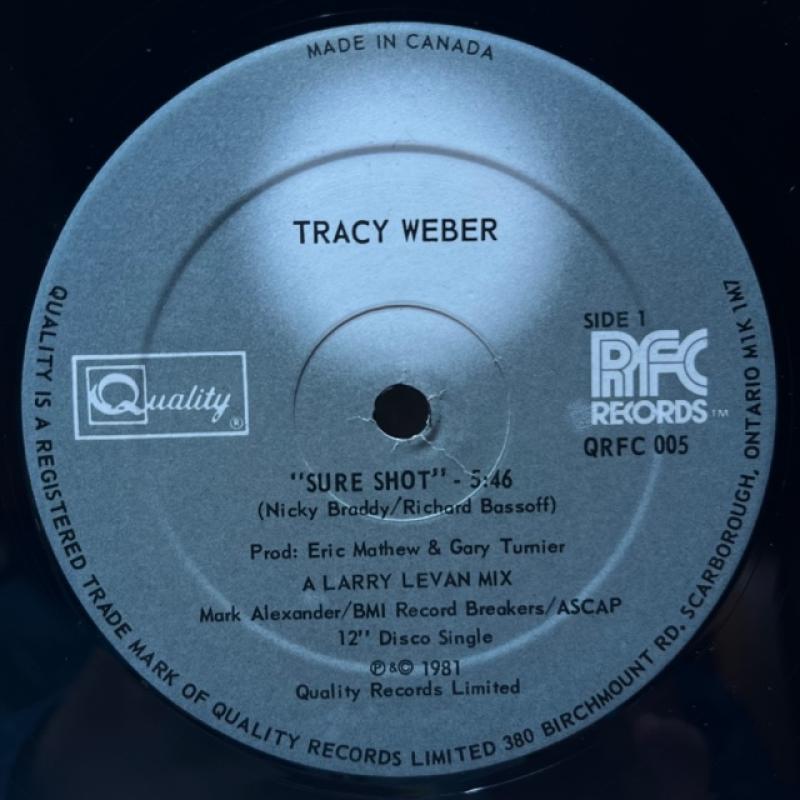 MADE IN CANADA
TRACY WEBER
SIDE 1
RFC
RECORDS™
QRFC 005
Quality®
"SURE SHOT" - 5:46
(Nicky Braddy/Richard Bassoff)
Prod: Eric Mathew & Gary Turnier
A LARRY LEVAN MIX
Mark Alexander/BMI Record Breakers/ASCAP
12" Disco Single
℗&© 1981
Quality Records Limited
QUALITY IS A REGISTERED TRADE MARK OF QUALITY RECORDS LIMITED 380 BIRCHMOUNT RD. SCARBOROUGH, ONTARIO M1K 1M7